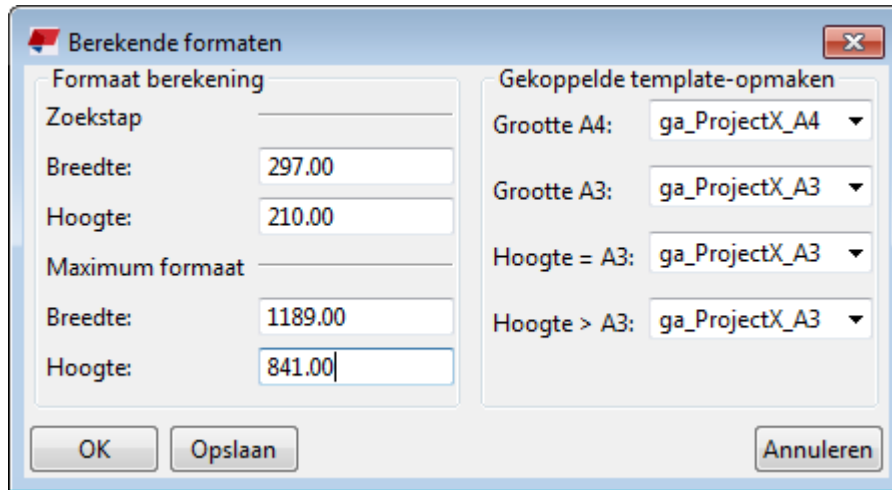 Berekende formaten
Formaat berekening
Zoekstap
Breedte: 297.00
Hoogte: 210.00
Maximum formaat
Breedte: 1189.00
Hoogte: 841.00
Gekoppelde template-opmaken
Grootte A4: ga_ProjectX_A4
Grootte A3: ga_ProjectX_A3
Hoogte = A3: ga_ProjectX_A3
Hoogte > A3: ga_ProjectX_A3
OK Opslaan Annuleren